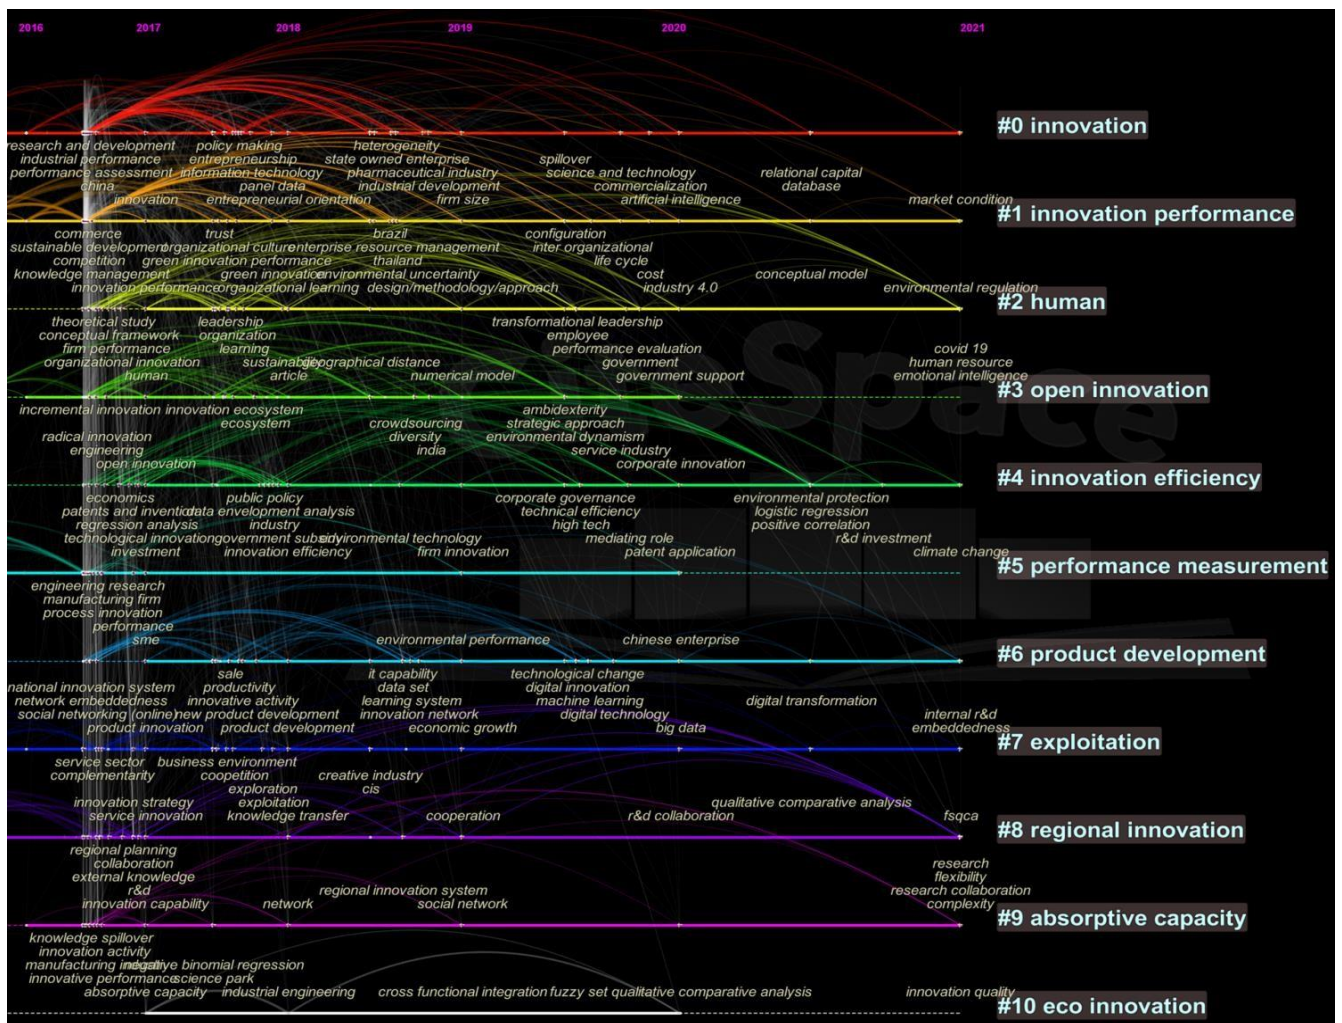 2016 2017 2018 2019 2020 2021
#0 innovation
research and development policy making heterogeneity
industrial performance entrepreneurship state owned enterprise spillover
performance assessment information technology pharmaceutical industry science and technology relational capital
china panel data industrial development commercialization database
innovation entrepreneurial orientation firm size artificial intelligence market condition
#1 innovation performance
commerce trust brazil configuration
sustainable development organizational culture enterprise resource management inter organizational
competition green innovation performance thailand life cycle
knowledge management green innovation environmental uncertainty cost conceptual model
innovation performance organizational learning design/methodology/approach industry 4.0 environmental regulation
#2 human
theoretical study leadership transformational leadership
conceptual framework organization employee
firm performance learning performance evaluation covid 19
organizational innovation sustainability geographical distance government human resource
human article numerical model government support emotional intelligence
#3 open innovation
incremental innovation innovation ecosystem ambidexterity
ecosystem crowdsourcing strategic approach
radical innovation diversity environmental dynamism
engineering india service industry
open innovation corporate innovation
#4 innovation efficiency
economics public policy corporate governance environmental protection
patents and invention data envelopment analysis technical efficiency logistic regression
regression analysis industry high tech positive correlation
technological innovation government subsidy environmental technology mediating role r&d investment
investment innovation efficiency firm innovation patent application climate change
#5 performance measurement
engineering research
manufacturing firm
process innovation
performance
sme environmental performance chinese enterprise
#6 product development
sale it capability technological change
national innovation system productivity data set digital innovation
network embeddedness innovative activity learning system machine learning digital transformation
social networking (online) new product development innovation network digital technology internal r&d
product innovation product development economic growth big data embeddedness
#7 exploitation
service sector business environment
complementarity coopetition creative industry
exploration cis
innovation strategy exploitation qualitative comparative analysis
service innovation knowledge transfer cooperation r&d collaboration fsqca
#8 regional innovation
regional planning
collaboration research
external knowledge flexibility
r&d regional innovation system research collaboration
innovation capability network social network complexity
#9 absorptive capacity
knowledge spillover
innovation activity
manufacturing industry negative binomial regression
innovative performance science park
absorptive capacity industrial engineering cross functional integration fuzzy set qualitative comparative analysis innovation quality
#10 eco innovation